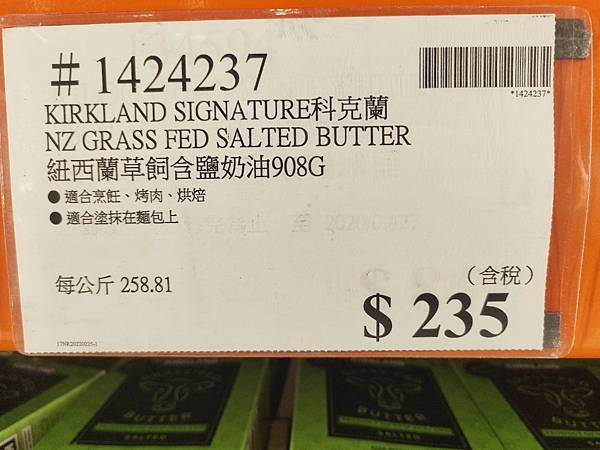 # 1424237
*1424237*
KIRKLAND SIGNATURE科克蘭
NZ GRASS FED SALTED BUTTER
紐西蘭草飼含鹽奶油908G
● 適合烹飪、烤肉、烘焙
● 適合塗抹在麵包上
每公斤 258.81
（含稅）
$ 235
BUTTER
SALTED
BUTTER
SALTED